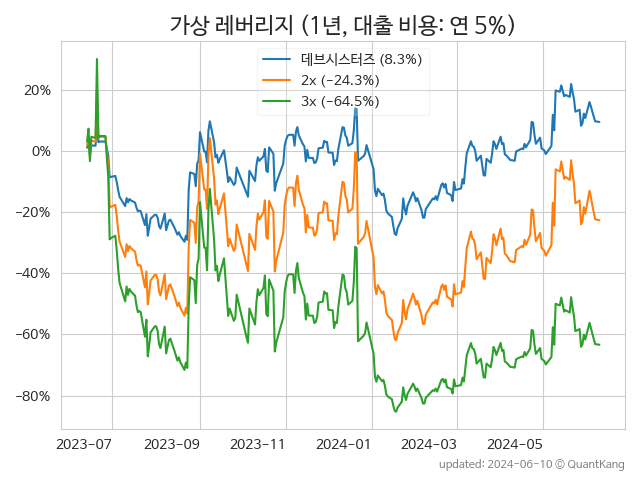 가상 레버리지 (1년, 대출 비용: 연 5%)
데브시스터즈 (8.3%)
2x (−24.3%)
3x (−64.5%)
20%
0%
−20%
−40%
−60%
−80%
2023-07 2023-09 2023-11 2024-01 2024-03 2024-05
updated: 2024-06-10 © QuantKang